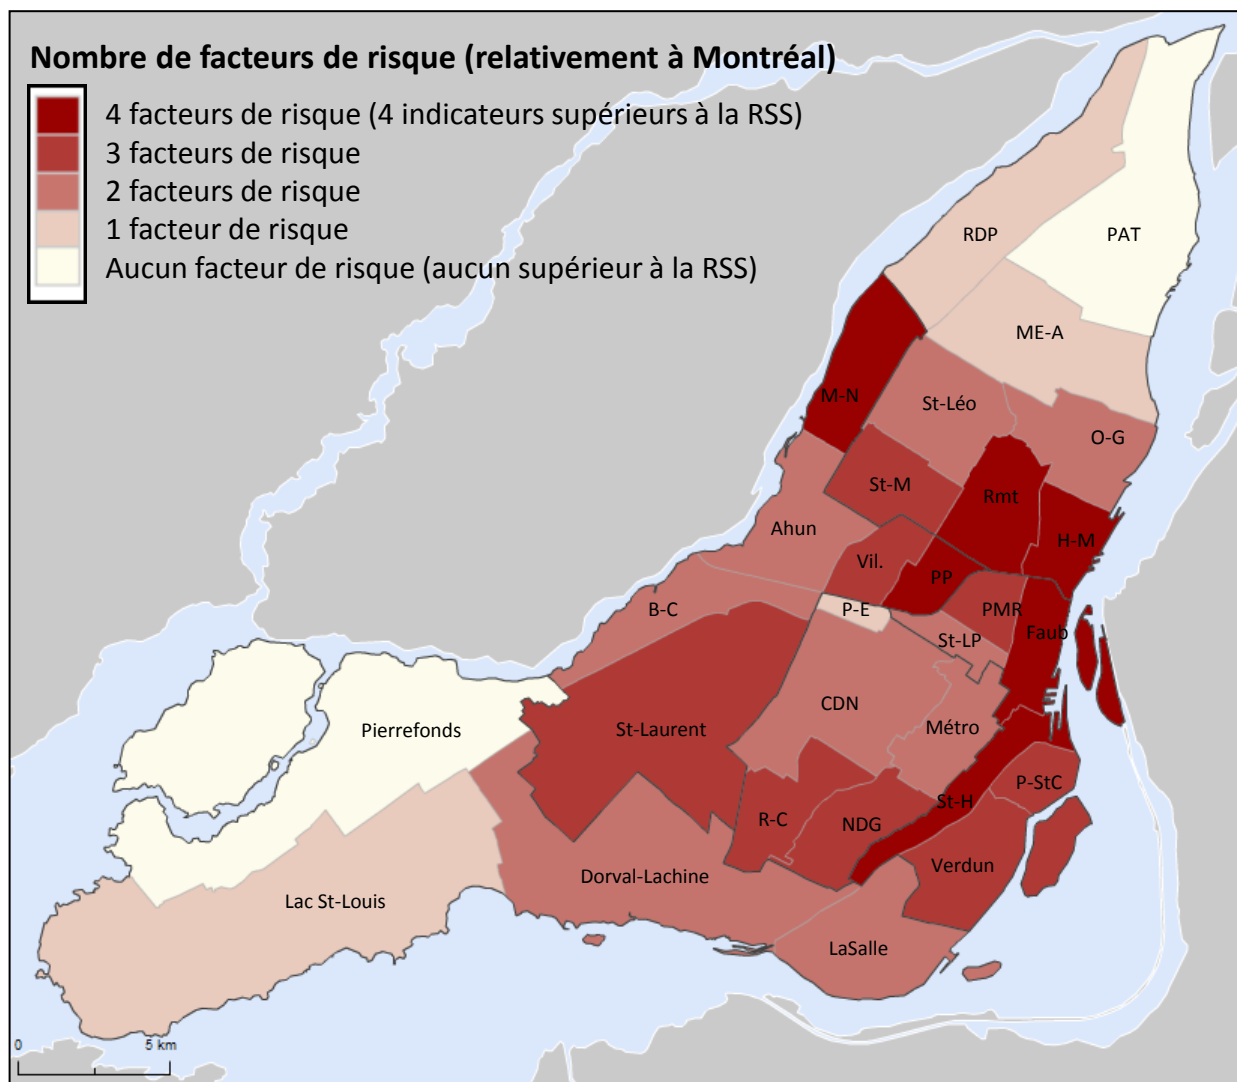 Nombre de facteurs de risque (relativement à Montréal)
4 facteurs de risque (4 indicateurs supérieurs à la RSS)
3 facteurs de risque
2 facteurs de risque
1 facteur de risque
Aucun facteur de risque (aucun supérieur à la RSS)
RDP
PAT
ME-A
M-N
St-Léo
O-G
St-M
Rmt
Ahun
H-M
Vil.
PP
B-C
P-E
PMR
Faub
St-LP
CDN
Métro
Pierrefonds
St-Laurent
P-StC
St-H
R-C
NDG
Verdun
Dorval-Lachine
Lac St-Louis
LaSalle
0 5 km